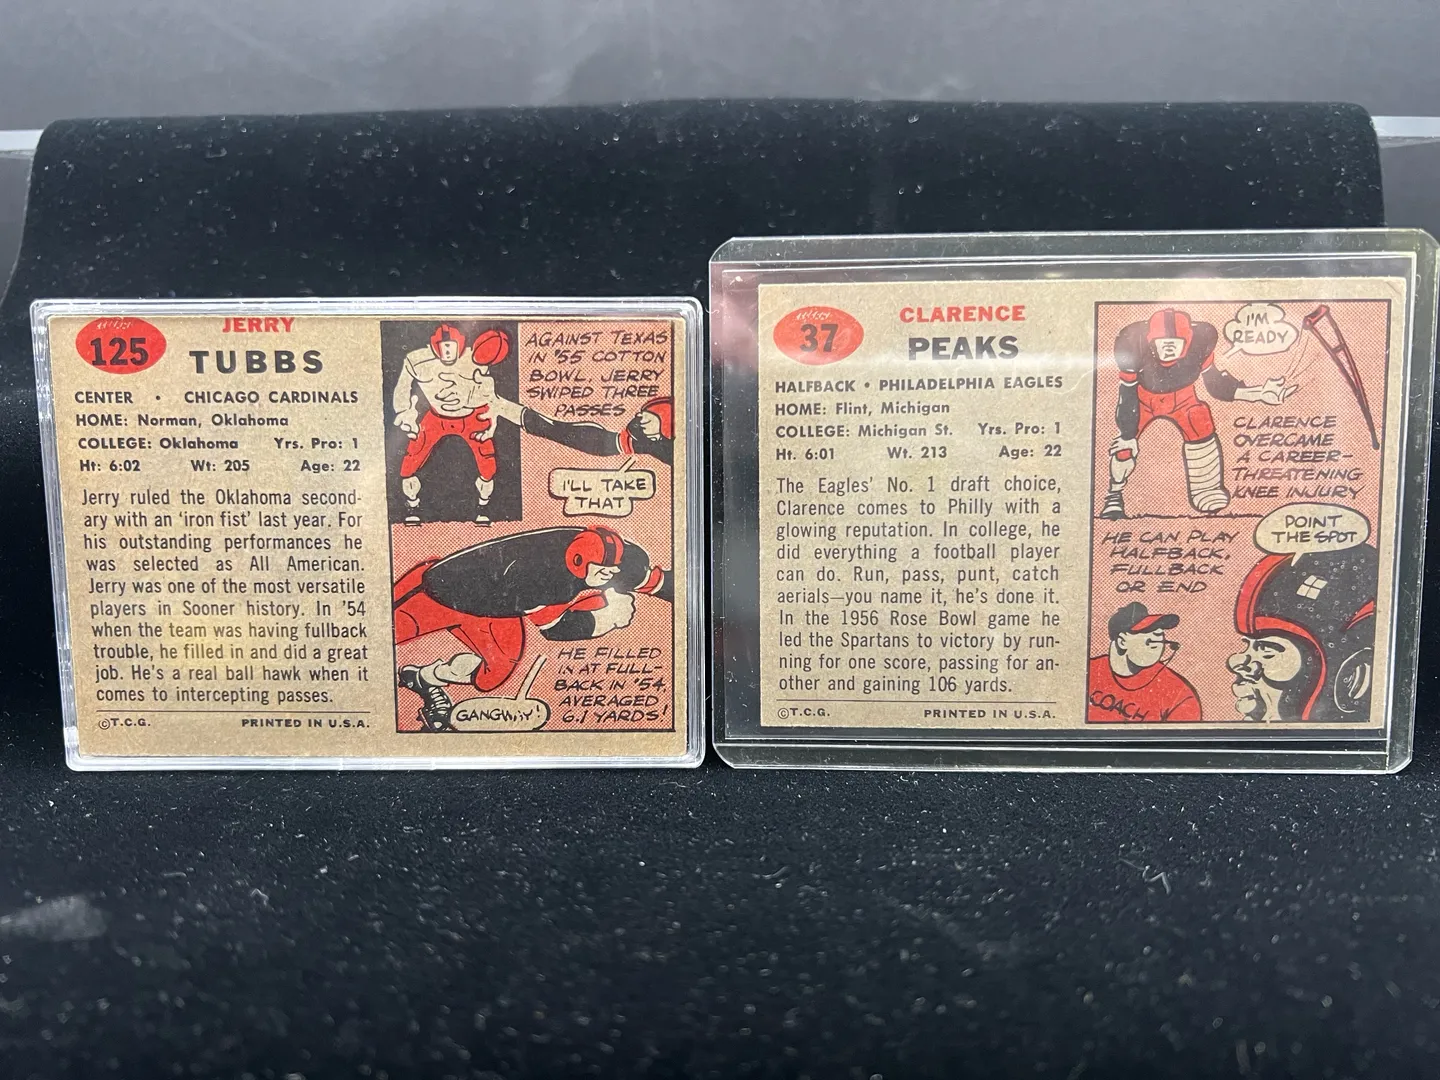 125
JERRY
TUBBS
CENTER • CHICAGO CARDINALS
HOME: Norman, Oklahoma
COLLEGE: Oklahoma Yrs. Pro: 1
Ht: 6:02 Wt: 205 Age: 22
Jerry ruled the Oklahoma second-
ary with an 'iron fist' last year. For
his outstanding performances he
was selected as All American.
Jerry was one of the most versatile
players in Sooner history. In '54
when the team was having fullback
trouble, he filled in and did a great
job. He's a real ball hawk when it
comes to intercepting passes.
©T.C.G. PRINTED IN U.S.A.
AGAINST TEXAS
IN '55 COTTON
BOWL, JERRY
SWIPED THREE
PASSES
I'LL TAKE
THAT
HE FILLED
IN AT FULL-
BACK IN '54,
AVERAGED
6.1 YARDS!
GANGWAY!
37
CLARENCE
PEAKS
HALFBACK • PHILADELPHIA EAGLES
HOME: Flint, Michigan
COLLEGE: Michigan St. Yrs. Pro: 1
Ht. 6:01 Wt. 213 Age: 22
The Eagles' No. 1 draft choice,
Clarence comes to Philly with a
glowing reputation. In college, he
did everything a football player
can do. Run, pass, punt, catch
aerials—you name it, he's done it.
In the 1956 Rose Bowl game he
led the Spartans to victory by run-
ning for one score, passing for an-
other and gaining 106 yards.
©T.C.G. PRINTED IN U.S.A.
I'M
READY
CLARENCE
OVERCAME
A CAREER-
THREATENING
KNEE INJURY
HE CAN PLAY
HALFBACK,
FULLBACK
OR END
POINT
THE SPOT
COACH